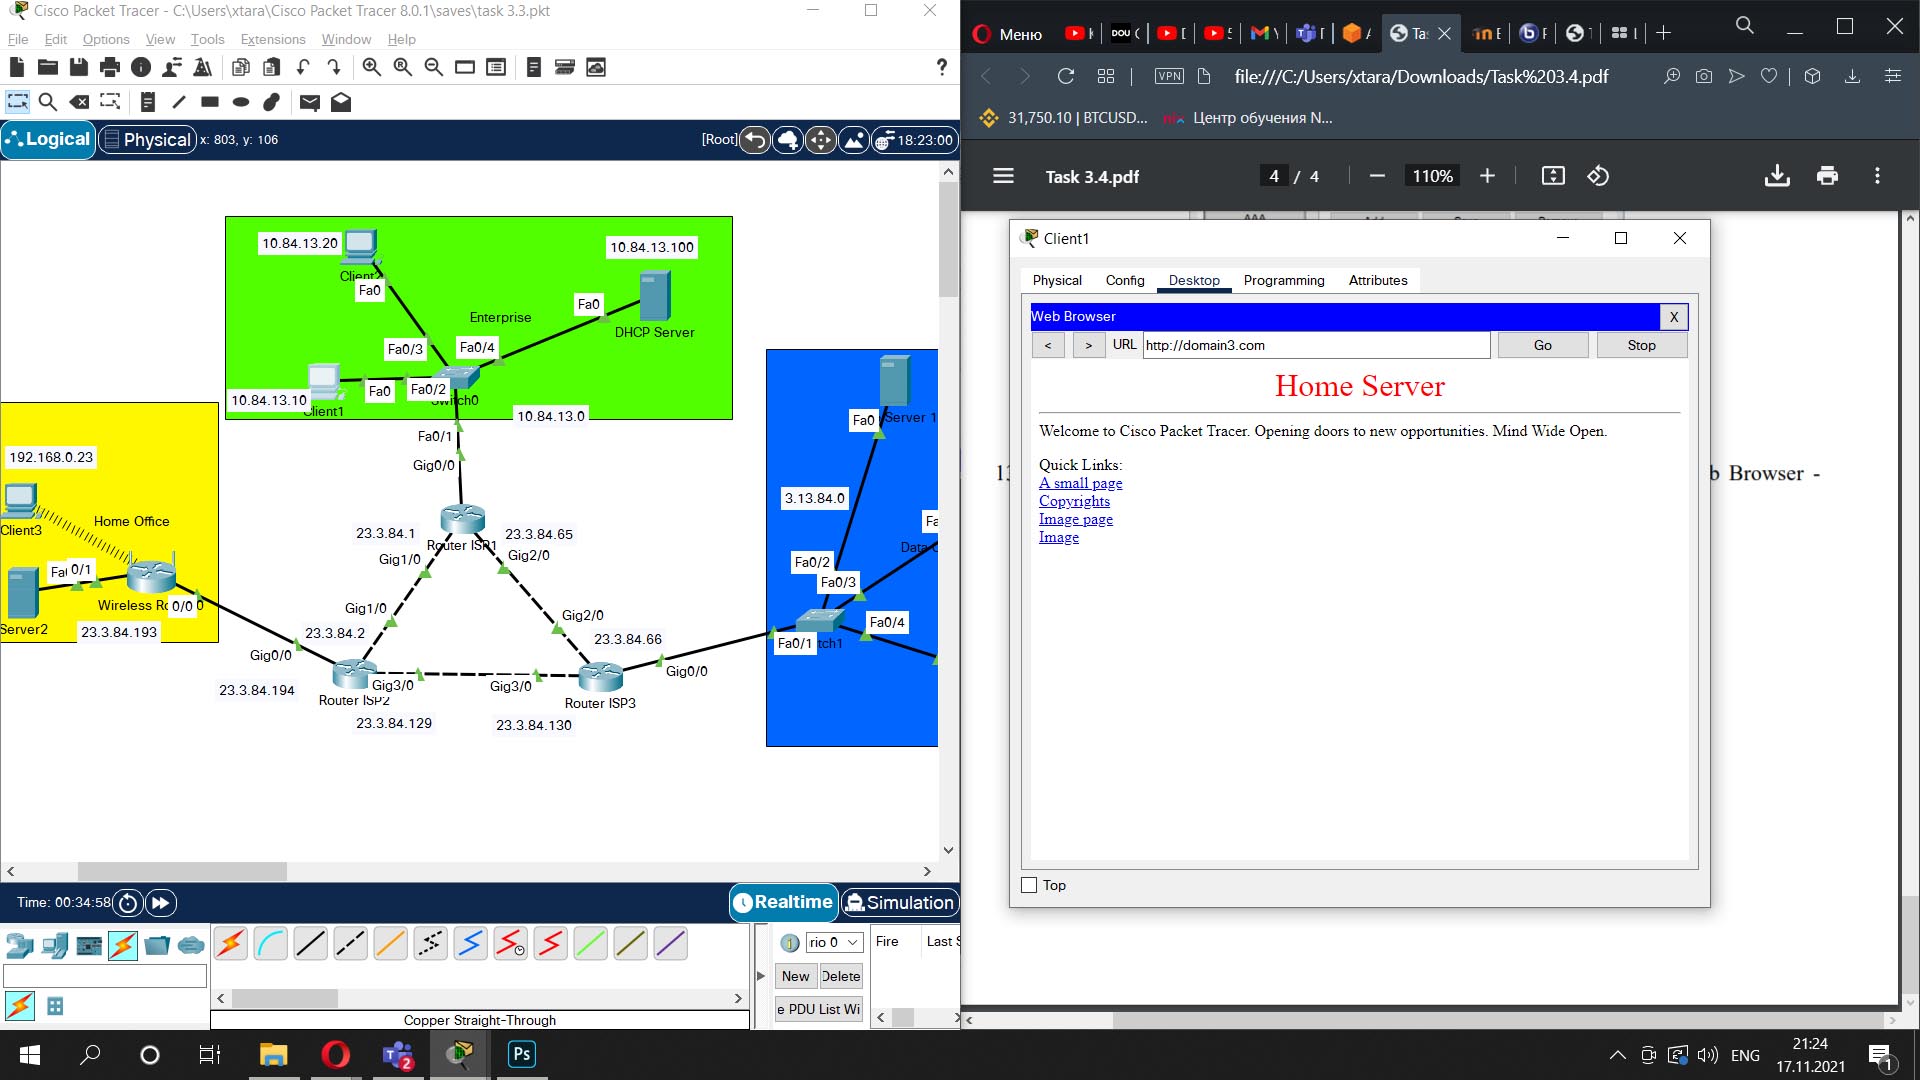 Cisco Packet Tracer - C:\Users\xtara\Cisco Packet Tracer 8.0.1\saves\task 3.3.pkt
File Edit Options View Tools Extensions Window Help
?
Logical Physical x: 803, y: 106 [Root] 18:23:00
10.84.13.20
Client2
Fa0
10.84.13.100
Fa0
DHCP Server
Enterprise
Fa0/3
Fa0/4
Fa0
Fa0/2
Switch0
10.84.13.10
Client1
10.84.13.0
Fa0/1
Gig0/0
192.168.0.23
Client3
Home Office
Fa0
0/1
Wireless Ro
0/0 0
Server2
23.3.84.193
23.3.84.1
23.3.84.65
Router ISP1
Gig1/0
Gig2/0
Gig1/0
Gig2/0
23.3.84.2
23.3.84.66
Gig0/0
Gig0/0
Gig3/0
Gig3/0
23.3.84.194
Router ISP2
Router ISP3
23.3.84.129
23.3.84.130
Server 1
Fa0
3.13.84.0
Fa
Data C
Fa0/2
Fa0/3
Fa0/4
Fa0/1
tch1
Time: 00:34:58
Realtime Simulation
rio 0
Fire Last S
New Delete
e PDU List Wi
Copper Straight-Through
Меню
DOU
Ta
VPN
file:///C:/Users/xtara/Downloads/Task%203.4.pdf
31,750.10 | BTCUSD...
nix Центр обучения N...
Task 3.4.pdf 4 / 4 110%
b Browser -
Client1
Physical Config Desktop Programming Attributes
Web Browser X
< > URL http://domain3.com Go Stop
Home Server
Welcome to Cisco Packet Tracer. Opening doors to new opportunities. Mind Wide Open.
Quick Links:
A small page
Copyrights
Image page
Image
Top
Ps
2
ENG
21:24
17.11.2021
1